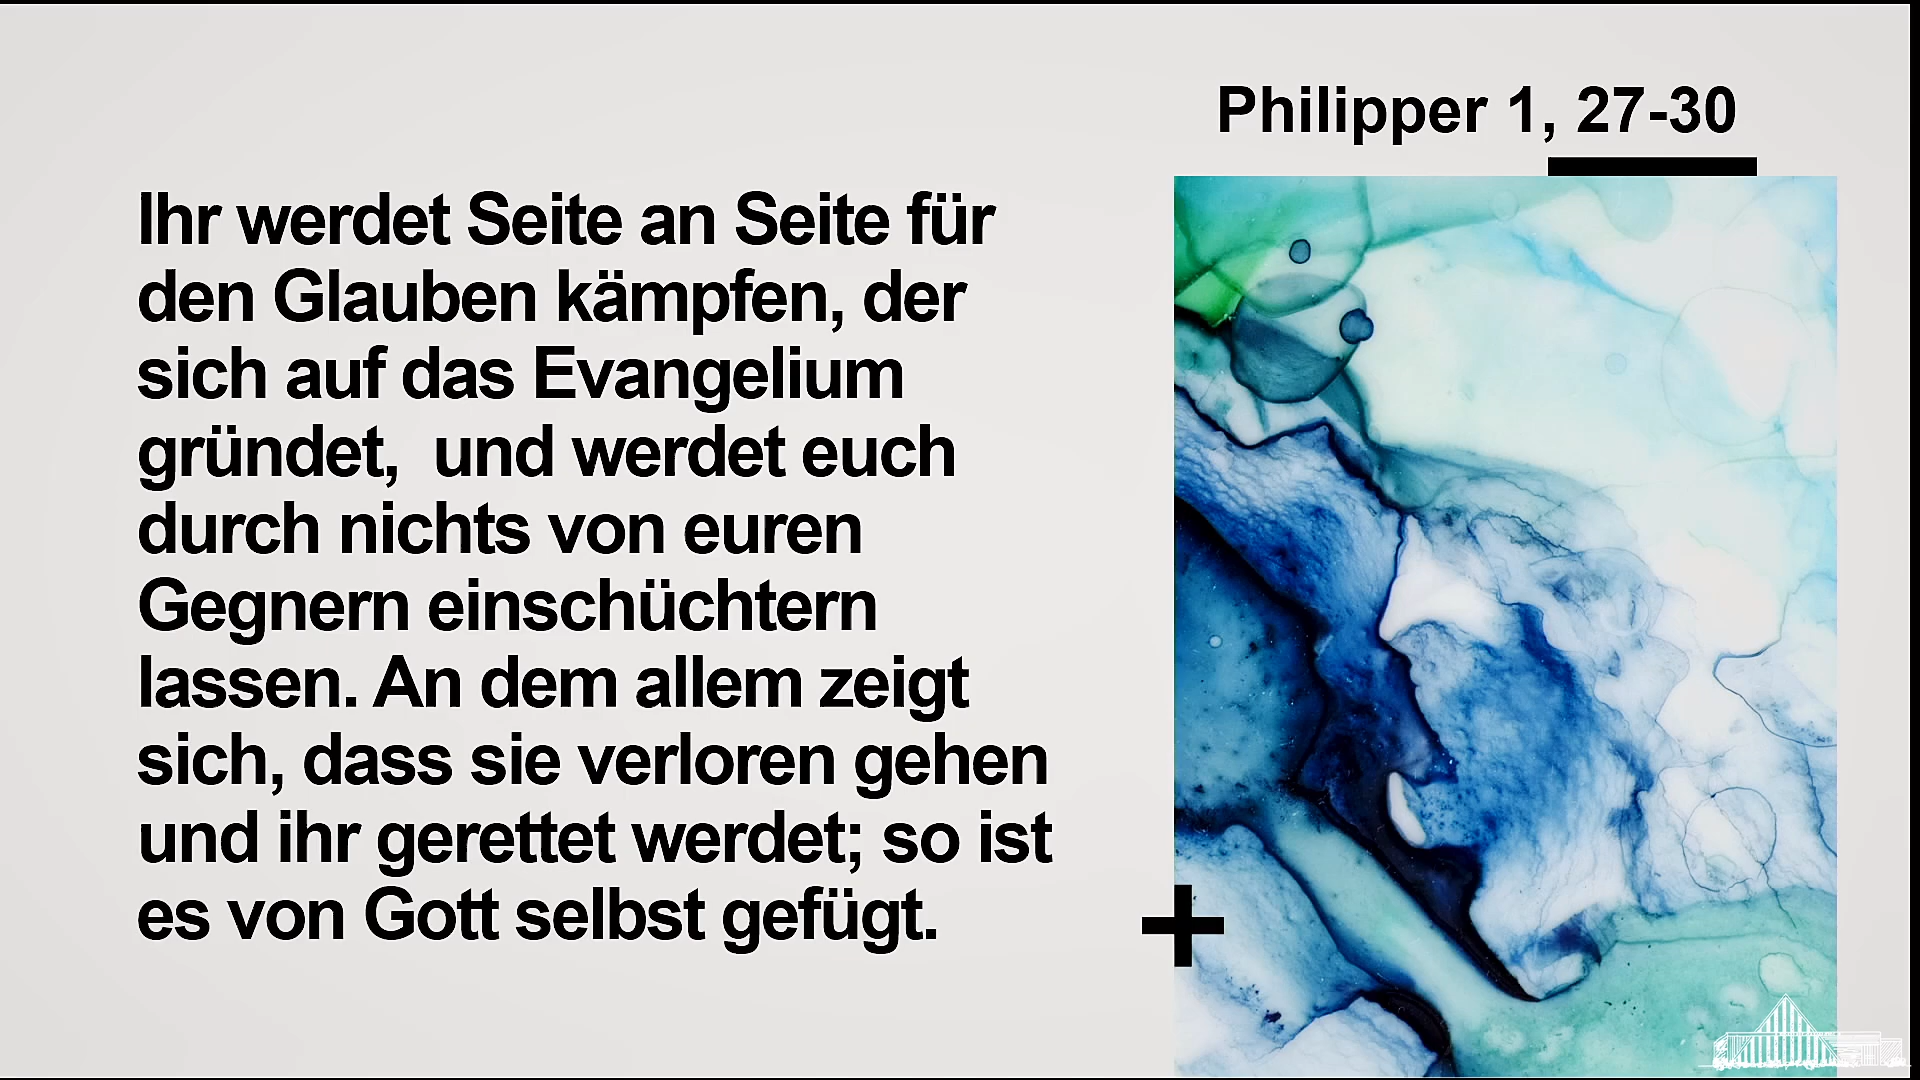 Philipper 1, 27-30
Ihr werdet Seite an Seite für
den Glauben kämpfen, der
sich auf das Evangelium
gründet,  und werdet euch
durch nichts von euren
Gegnern einschüchtern
lassen. An dem allem zeigt
sich, dass sie verloren gehen
und ihr gerettet werdet; so ist
es von Gott selbst gefügt.